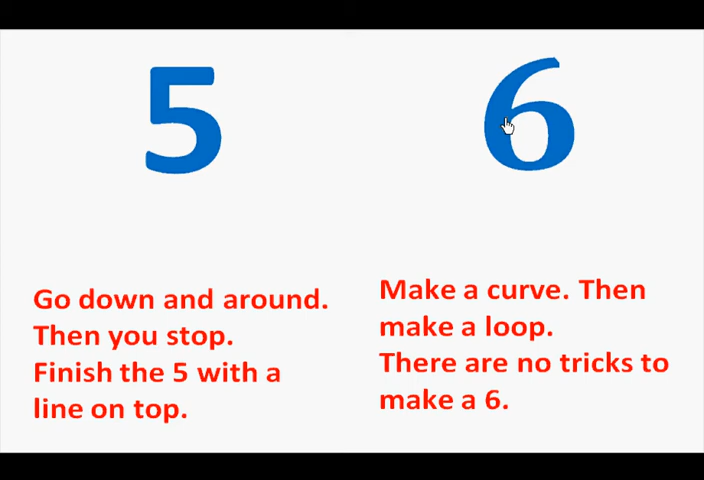 5
6
Go down and around.
Then you stop.
Finish the 5 with a
line on top.
Make a curve. Then
make a loop.
There are no tricks to
make a 6.